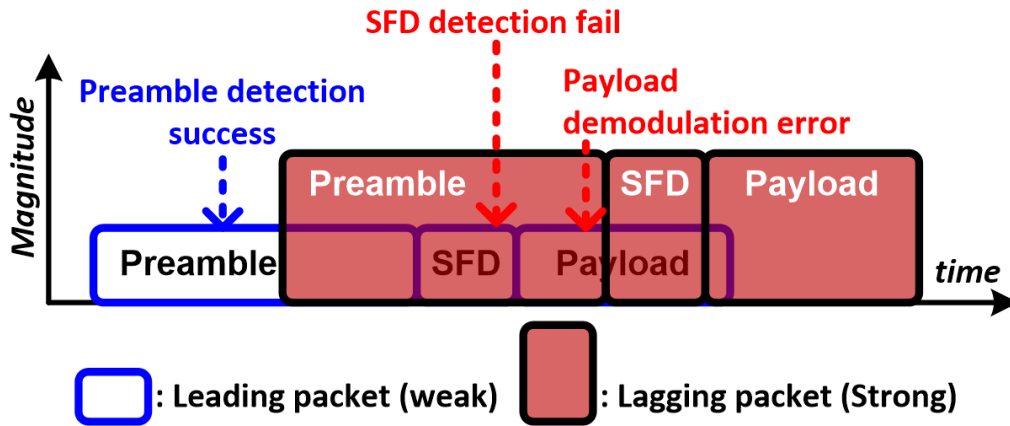 SFD detection fail
Preamble detection
success
Payload
demodulation error
Magnitude
Preamble
SFD
Payload
Preamble
SFD
Payload
time
: Leading packet (weak)
: Lagging packet (Strong)